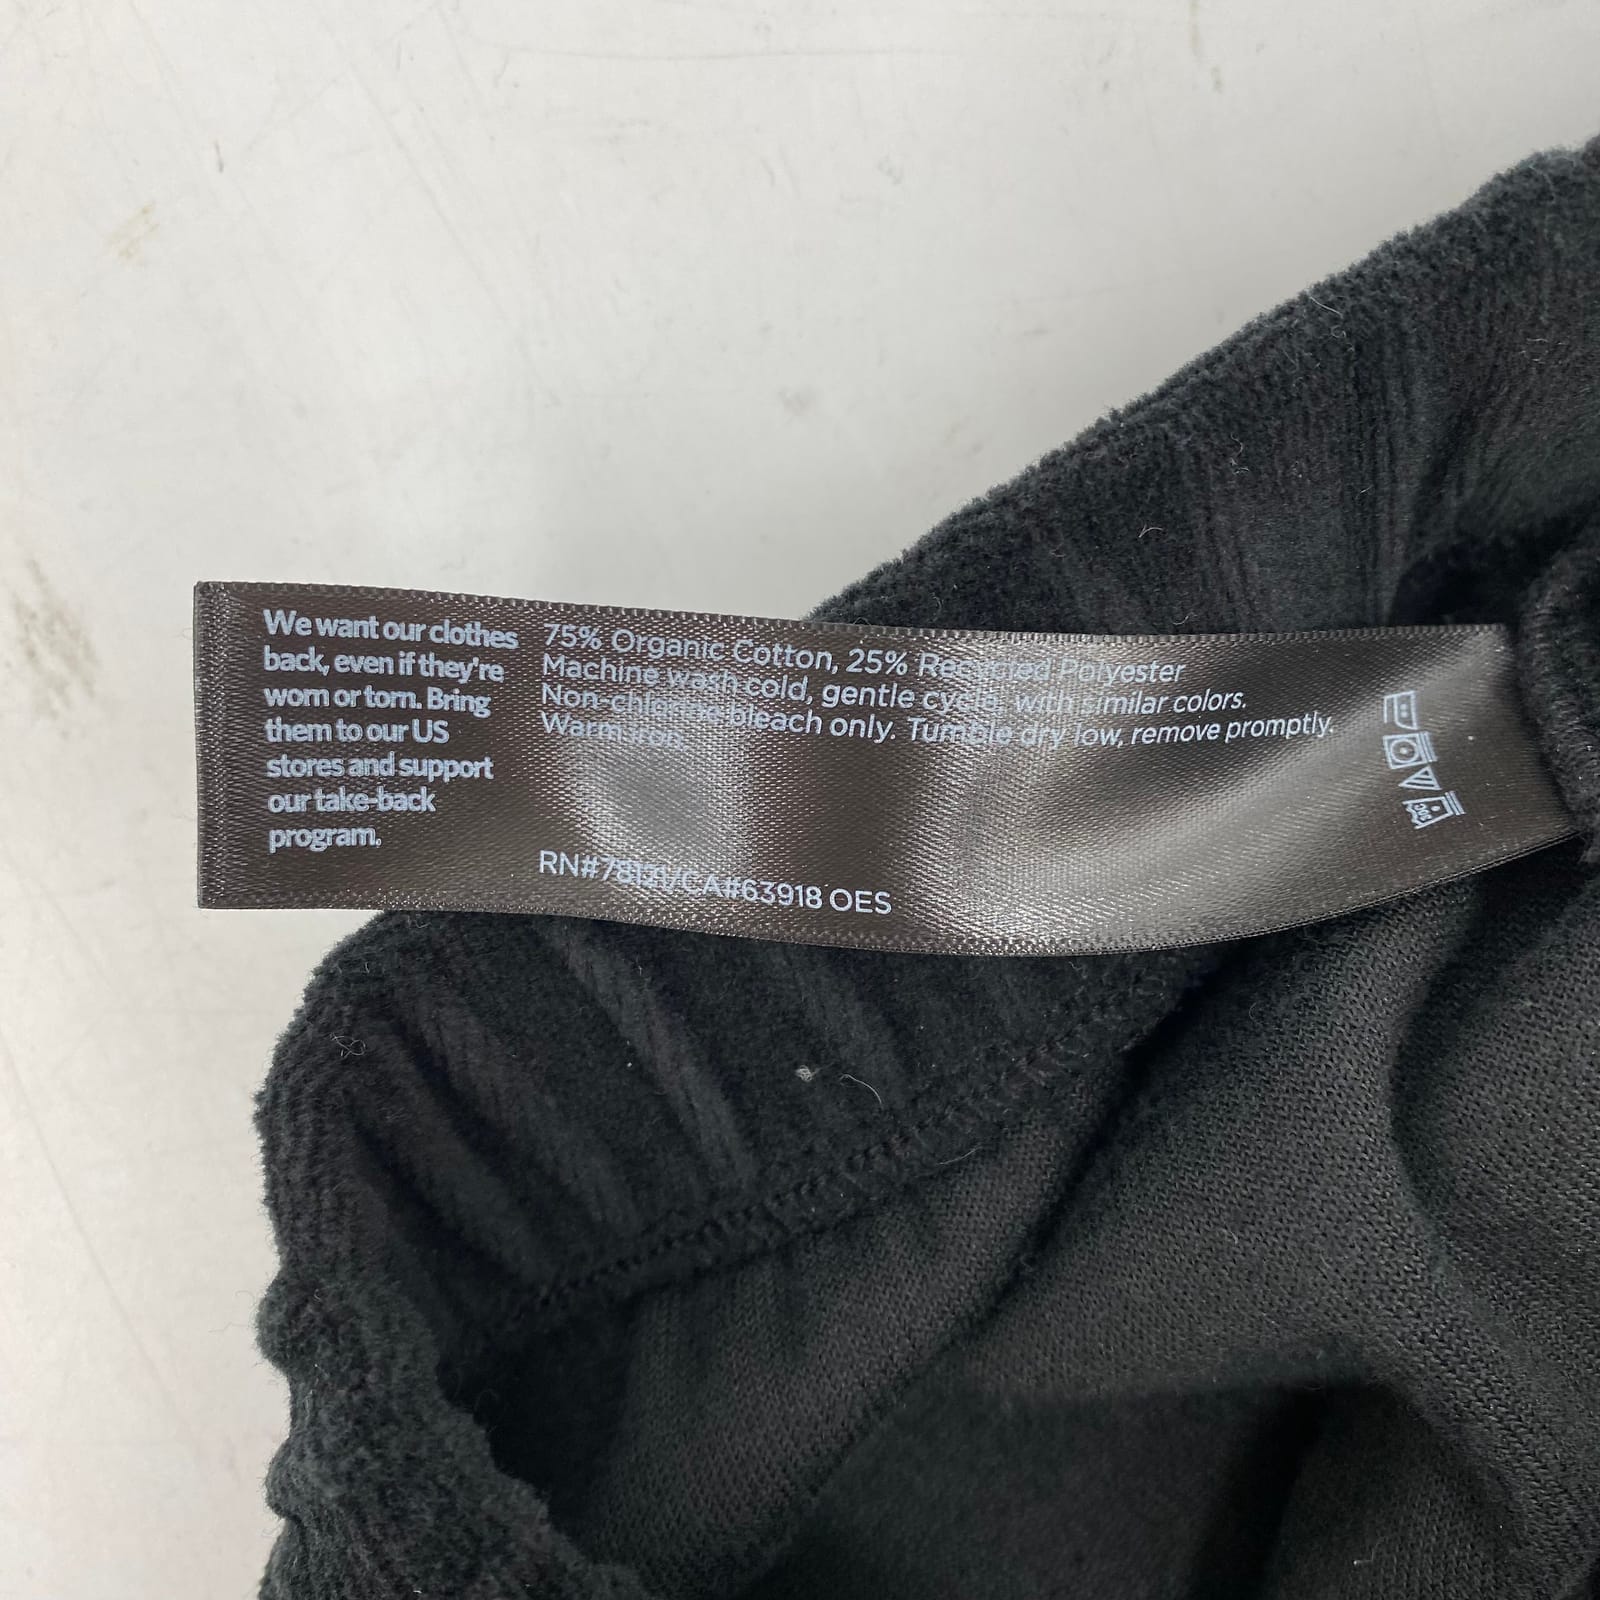 We want our clothes
back, even if they're
worn or torn. Bring
them to our US
stores and support
our take-back
program.
75% Organic Cotton, 25% Recycled Polyester
Machine wash cold, gentle cycle, with similar colors.
Non-chlorine bleach only. Tumble dry low, remove promptly.
Warm iron.
RN#78121/CA#63918 OES